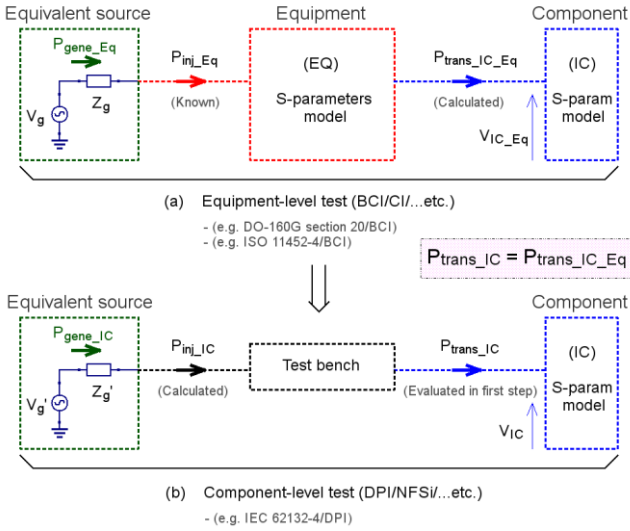 Equivalent source Equipment Component
Pgene_Eq Pinj_Eq (EQ) Ptrans_IC_Eq (IC)
Zg (Known) S-parameters (Calculated) S-param
Vg model VIC_Eq model
(a) Equipment-level test (BCI/CI/...etc.)
- (e.g. DO-160G section 20/BCI)
- (e.g. ISO 11452-4/BCI)
Ptrans_IC = Ptrans_IC_Eq
Equivalent source Component
Pgene_IC Pinj_IC Test bench Ptrans_IC (IC)
Zg' (Calculated) (Evaluated in first step) S-param
Vg' VIC model
(b) Component-level test (DPI/NFSi/...etc.)
- (e.g. IEC 62132-4/DPI)